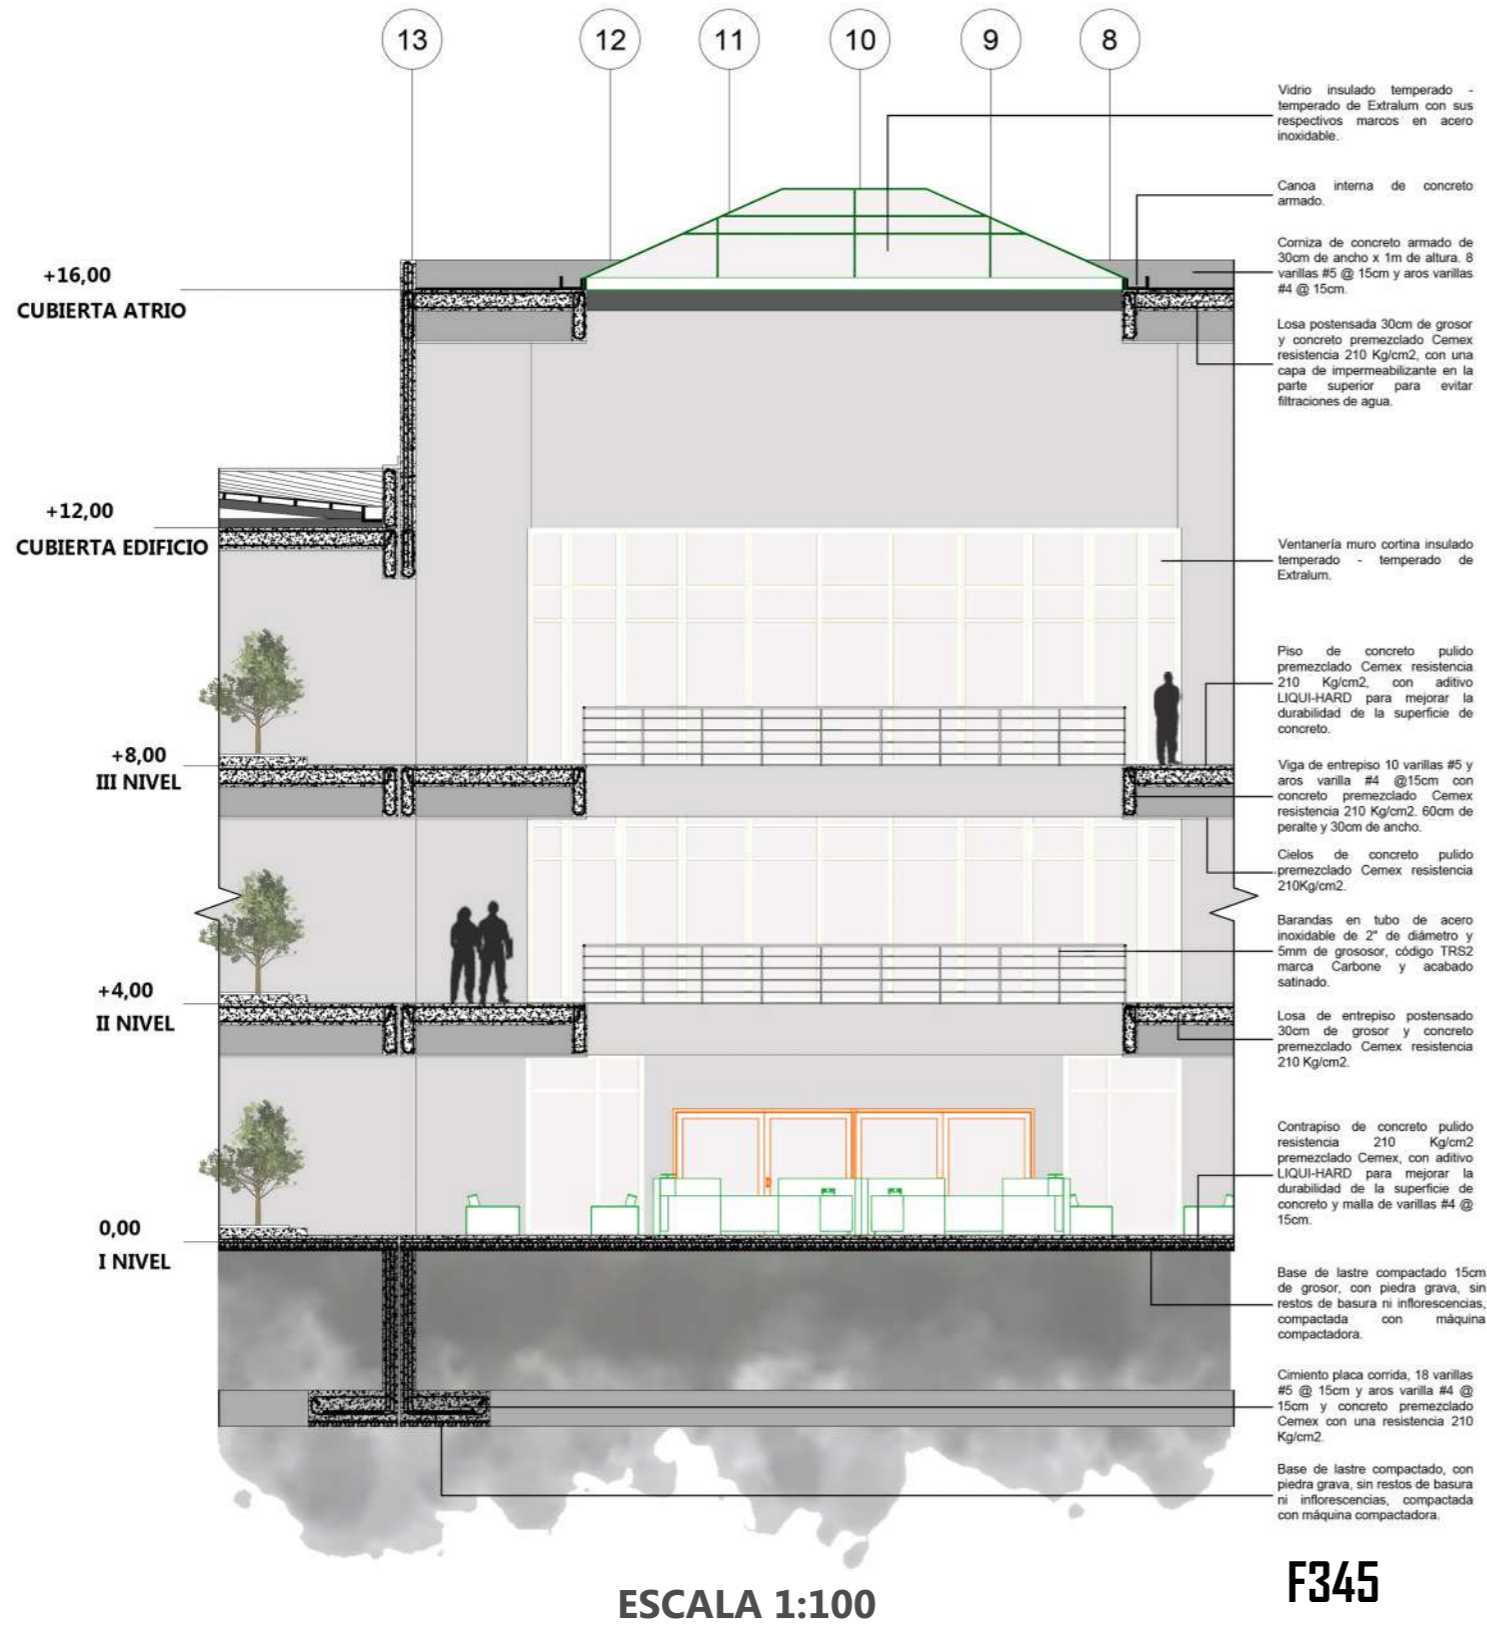 13
12
11
10
9
8
Vidrio insulado temperado -
temperado de Extralum con sus
respectivos marcos en acero
inoxidable.
Canoa interna de concreto
armado.
Corniza de concreto armado de
30cm de ancho x 1m de altura. 8
varillas #5 @ 15cm y aros varillas
#4 @ 15cm.
Losa postensada 30cm de grosor
y concreto premezclado Cemex
resistencia 210 Kg/cm2, con una
capa de impermeabilizante en la
parte superior para evitar
filtraciones de agua.
Ventanería muro cortina insulado
temperado - temperado de
Extralum.
Piso de concreto pulido
premezclado Cemex resistencia
210 Kg/cm2, con aditivo
LIQUI-HARD para mejorar la
durabilidad de la superficie de
concreto.
Viga de entrepiso 10 varillas #5 y
aros varilla #4 @15cm con
concreto premezclado Cemex
resistencia 210 Kg/cm2. 60cm de
peralte y 30cm de ancho.
Cielos de concreto pulido
premezclado Cemex resistencia
210Kg/cm2.
Barandas en tubo de acero
inoxidable de 2" de diámetro y
5mm de grososor, código TRS2
marca Carbone y acabado
satinado.
Losa de entrepiso postensado
30cm de grosor y concreto
premezclado Cemex resistencia
210 Kg/cm2.
Contrapiso de concreto pulido
resistencia 210 Kg/cm2
premezclado Cemex, con aditivo
LIQUI-HARD para mejorar la
durabilidad de la superficie de
concreto y malla de varillas #4 @
15cm.
Base de lastre compactado 15cm
de grosor, con piedra grava, sin
restos de basura ni inflorescencias,
compactada con máquina
compactadora.
Cimiento placa corrida, 18 varillas
#5 @ 15cm y aros varilla #4 @
15cm y concreto premezclado
Cemex con una resistencia 210
Kg/cm2.
Base de lastre compactado, con
piedra grava, sin restos de basura
ni inflorescencias, compactada
con máquina compactadora.
+16,00
CUBIERTA ATRIO
+12,00
CUBIERTA EDIFICIO
+8,00
III NIVEL
+4,00
II NIVEL
0,00
I NIVEL
F345
ESCALA 1:100